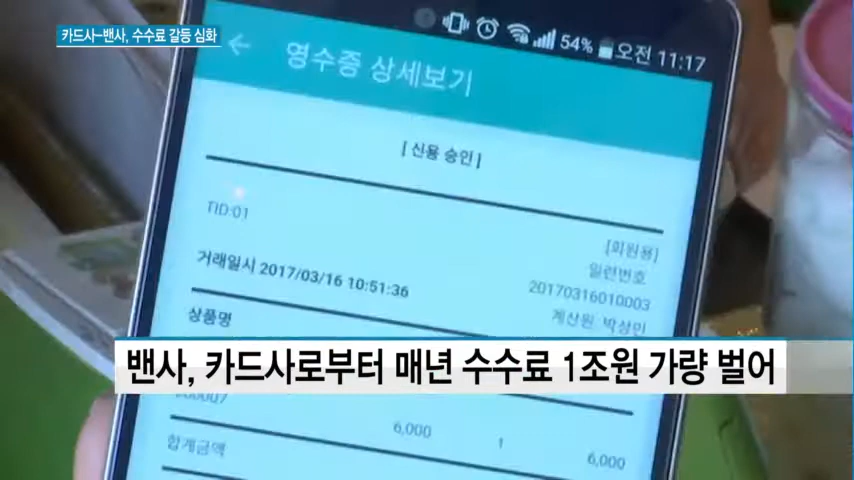 카드사-밴사, 수수료 갈등 심화
54% 오전 11:17
영수증 상세보기
[ 신용 승인 ]
TID:01
[회원용]
일련번호
거래일시 2017/03/16 10:51:36
20170316010003
계산원: 박상민
상품명
밴사, 카드사로부터 매년 수수료 1조원 가량 벌어
6,000 1 6,000
합계금액